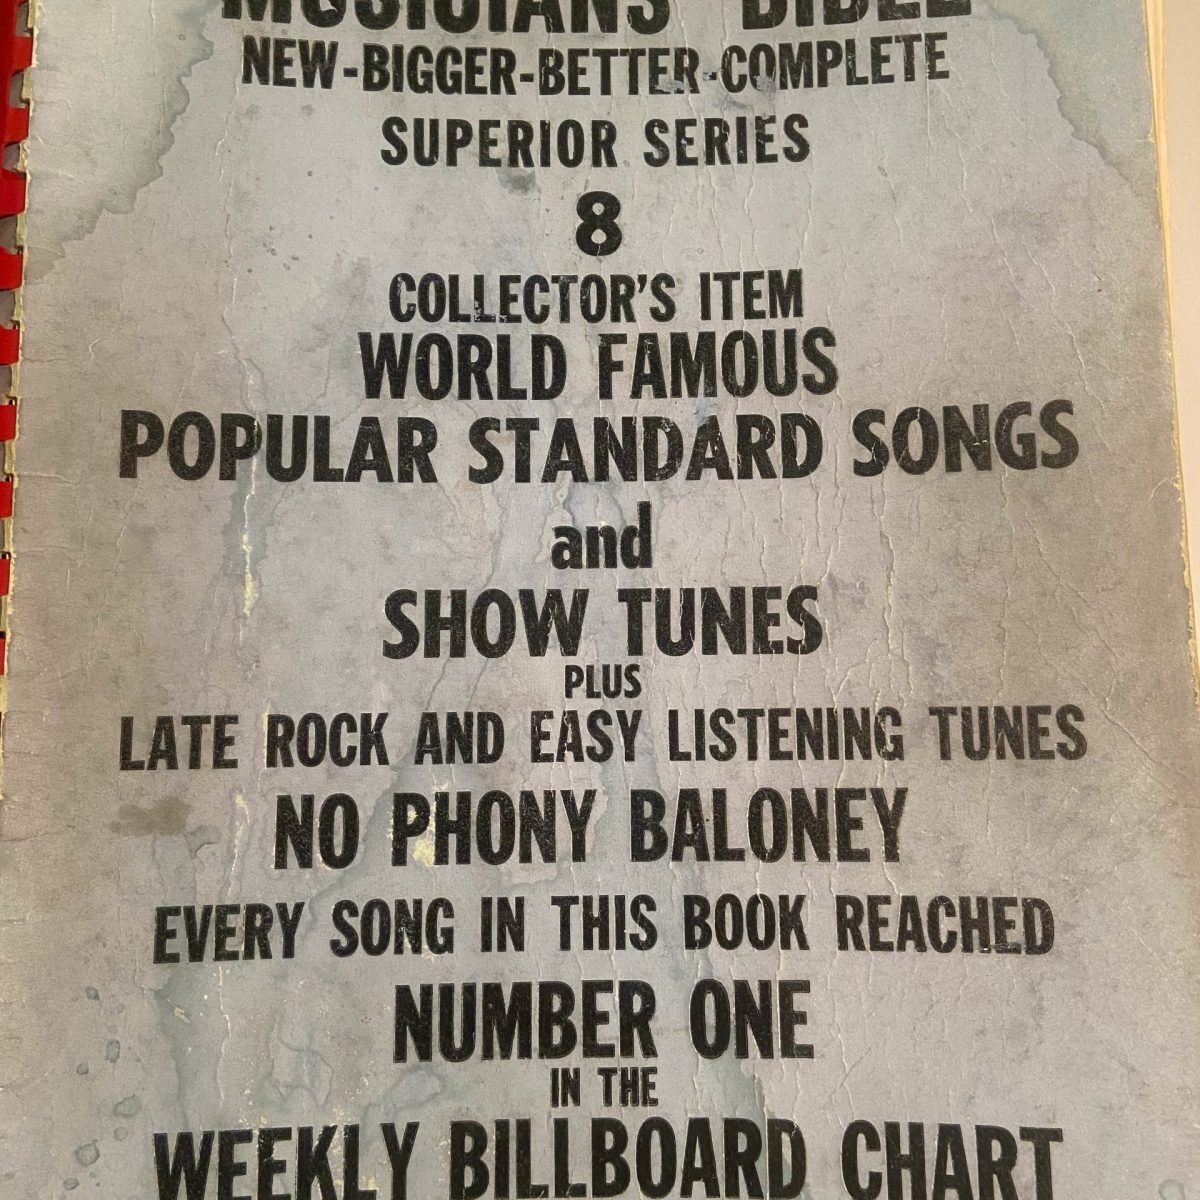 MUSICIANS BIBLE
NEW-BIGGER-BETTER-COMPLETE
SUPERIOR SERIES
8
COLLECTOR'S ITEM
WORLD FAMOUS
POPULAR STANDARD SONGS
and
SHOW TUNES
PLUS
LATE ROCK AND EASY LISTENING TUNES
NO PHONY BALONEY
EVERY SONG IN THIS BOOK REACHED
NUMBER ONE
IN THE
WEEKLY BILLBOARD CHART